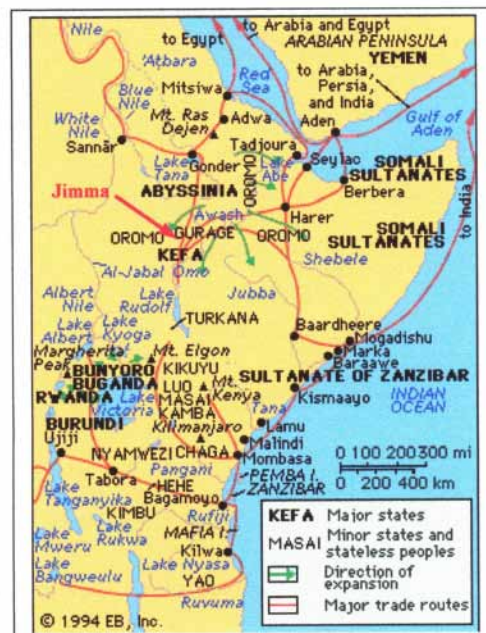 to Arabia and Egypt
Nile
to Egypt
ARABIAN PENINSULA
YEMEN
Atbara
Red
Sea
to Arabia,
Persia,
and India
Blue
Nile
Mitsiwa
White
Nile
Mt. Ras
Dejen
Adwa
Aden
Gulf of
Aden
Sannār
Tadjoura
Lake
Tana
Gonder
Lake
Abe
Seylac
SOMALI
SULTANATES
Jimma
ABYSSINIA
OROMO
Berbera
Awash
Harer
to India
OROMO
GURAGE
OROMO
SOMALI
SULTANATES
KEFA
Shebele
Al-Jabal
Omo
Albert
Nile
Lake
Rudolf
Jubba
Lake
Albert
Lake
Kyoga
TURKANA
Baardheere
Mogadishu
Margherita
Peak
Mt. Elgon
Marka
Baraawe
BUNYORO
KIKUYU
BUGANDA
LUO
Mt.
Kenya
SULTANATE OF ZANZIBAR
RWANDA
Lake
Victoria
MASAI
KAMBA
Kismaayo
INDIAN
OCEAN
Tana
BURUNDI
Kilimanjaro
Lamu
Ujiji
Malindi
NYAMWEZI
CHAGA
Mombasa
0 100 200 300 mi
0 200 400 km
Pangani
Tabora
PEMBA I.
Lake
Tanganyika
HEHE
ZANZIBAR
KIMBU
Bagamoyo
Rufiji
Lake
Mweru
Lake
Rukwa
MAFIA I.
Kilwa
Lake
Bangweulu
Lake Nyasa
YAO
Ruvuma
KEFA Major states
MASAI Minor states and
stateless peoples
Direction of
expansion
Major trade routes
© 1994 EB, Inc.